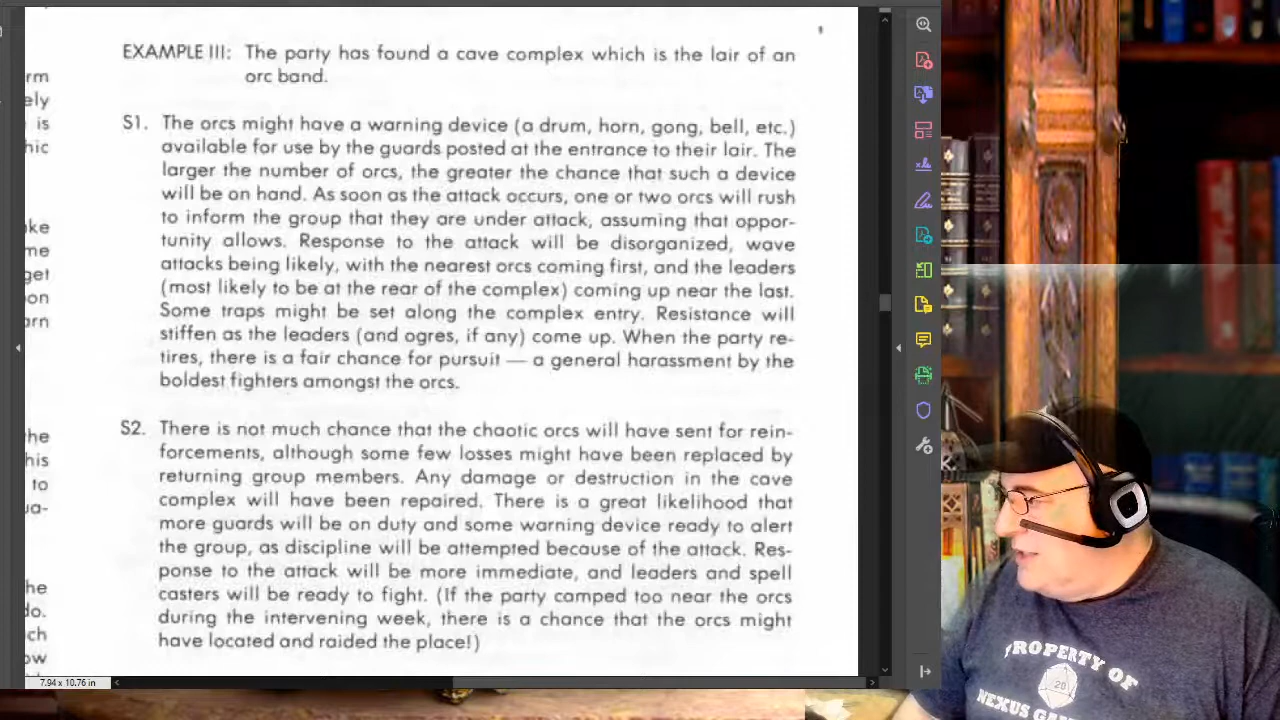 EXAMPLE III: The party has found a cave complex which is the lair of an
orc band.
S1. The orcs might have a warning device (a drum, horn, gong, bell, etc.)
available for use by the guards posted at the entrance to their lair. The
larger the number of orcs, the greater the chance that such a device
will be on hand. As soon as the attack occurs, one or two orcs will rush
to inform the group that they are under attack, assuming that oppor-
tunity allows. Response to the attack will be disorganized, wave
attacks being likely, with the nearest orcs coming first, and the leaders
(most likely to be at the rear of the complex) coming up near the last.
Some traps might be set along the complex entry. Resistance will
stiffen as the leaders (and ogres, if any) come up. When the party re-
tires, there is a fair chance for pursuit — a general harassment by the
boldest fighters amongst the orcs.
S2. There is not much chance that the chaotic orcs will have sent for rein-
forcements, although some few losses might have been replaced by
returning group members. Any damage or destruction in the cave
complex will have been repaired. There is a great likelihood that
more guards will be on duty and some warning device ready to alert
the group, as discipline will be attempted because of the attack. Res-
ponse to the attack will be more immediate, and leaders and spell
casters will be ready to fight. (If the party camped too near the orcs
during the intervening week, there is a chance that the orcs might
have located and raided the place!)
7.94 x 10.76 in
PROPERTY OF
20
NEXUS